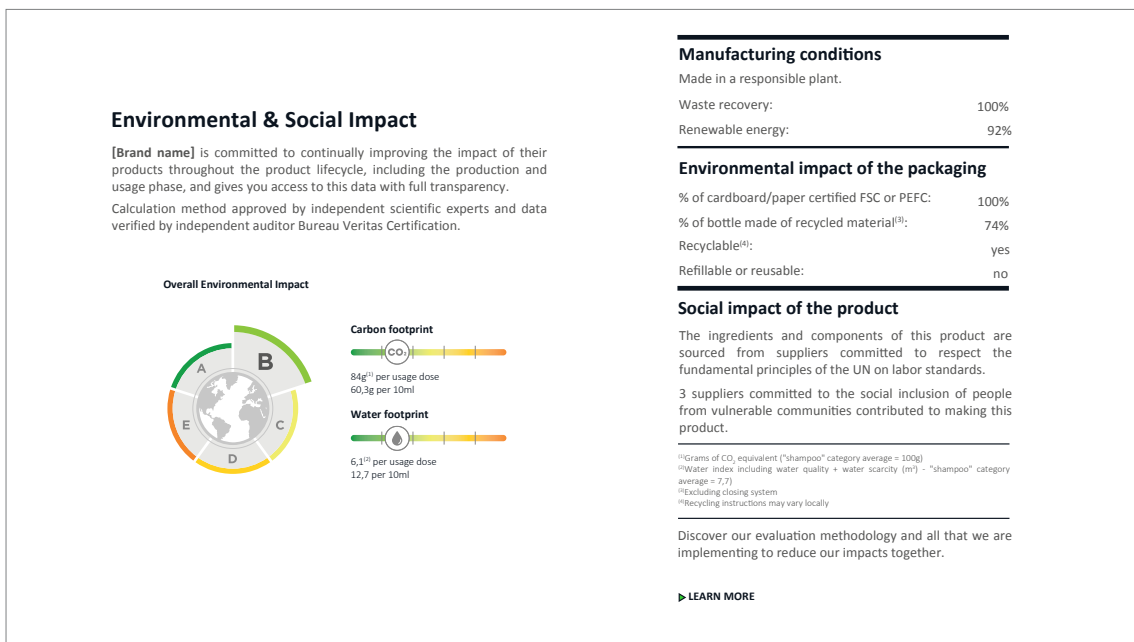 Environmental & Social Impact
[Brand name] is committed to continually improving the impact of their
products throughout the product lifecycle, including the production and
usage phase, and gives you access to this data with full transparency.
Calculation method approved by independent scientific experts and data
verified by independent auditor Bureau Veritas Certification.
Overall Environmental Impact
A
B
C
D
E
Carbon footprint
CO₂
84g⁽¹⁾ per usage dose
60,3g per 10ml
Water footprint
6,1⁽²⁾ per usage dose
12,7 per 10ml
Manufacturing conditions
Made in a responsible plant.
Waste recovery: 100%
Renewable energy: 92%
Environmental impact of the packaging
% of cardboard/paper certified FSC or PEFC: 100%
% of bottle made of recycled material⁽³⁾: 74%
Recyclable⁽⁴⁾: yes
Refillable or reusable: no
Social impact of the product
The ingredients and components of this product are
sourced from suppliers committed to respect the
fundamental principles of the UN on labor standards.
3 suppliers committed to the social inclusion of people
from vulnerable communities contributed to making this
product.
⁽¹⁾Grams of CO₂ equivalent ("shampoo" category average = 100g)
⁽²⁾Water index including water quality + water scarcity (m³) - "shampoo" category
average = 7,7)
⁽³⁾Excluding closing system
⁽⁴⁾Recycling instructions may vary locally
Discover our evaluation methodology and all that we are
implementing to reduce our impacts together.
LEARN MORE